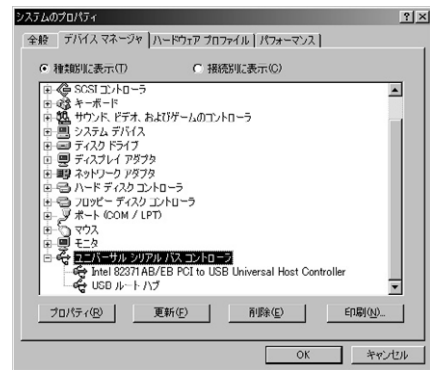 システムのプロパティ
全般 デバイス マネージャ ハードウェア プロファイル パフォーマンス
種類別に表示(T) 接続別に表示(C)
SCSI コントローラ
キーボード
サウンド、ビデオ、およびゲームのコントローラ
システム デバイス
ディスク ドライブ
ディスプレイ アダプタ
ネットワーク アダプタ
ハード ディスク コントローラ
フロッピー ディスク コントローラ
ポート (COM / LPT)
マウス
モニタ
ユニバーサル シリアル バス コントローラ
Intel 82371AB/EB PCI to USB Universal Host Controller
USB ルート ハブ
プロパティ(R) 更新(F) 削除(E) 印刷(N)...
OK キャンセル